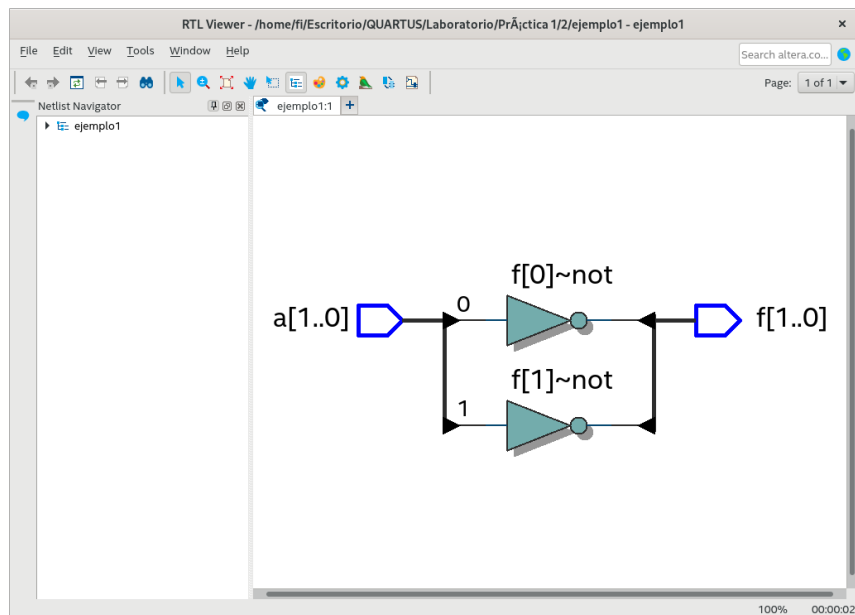 RTL Viewer - /home/fi/Escritorio/QUARTUS/Laboratorio/PrÃ¡ctica 1/2/ejemplo1 - ejemplo1
File Edit View Tools Window Help
Search altera.co...
Page: 1 of 1
Netlist Navigator
ejemplo1:1
ejemplo1
f[0]~not
0
a[1..0]
f[1..0]
f[1]~not
1
100% 00:00:02